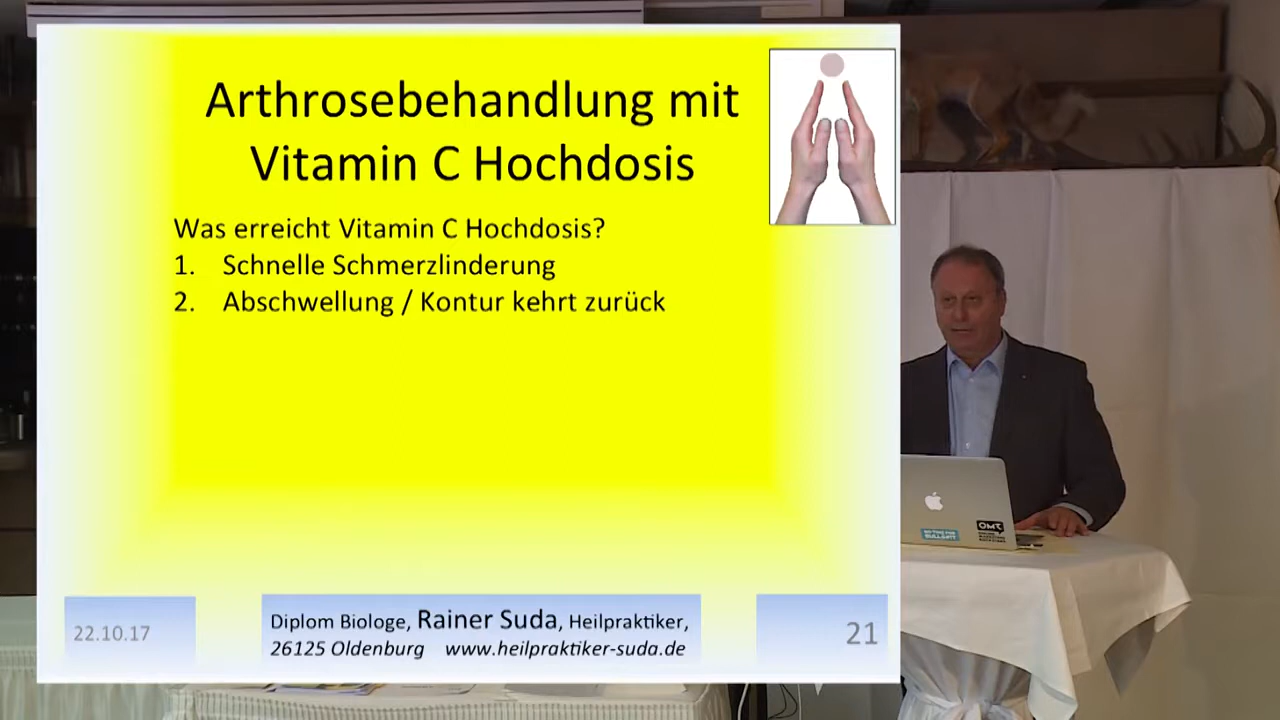 Arthrosebehandlung mit
Vitamin C Hochdosis
Was erreicht Vitamin C Hochdosis?
1. Schnelle Schmerzlinderung
2. Abschwellung / Kontur kehrt zurück
22.10.17
Diplom Biologe, Rainer Suda, Heilpraktiker,
26125 Oldenburg www.heilpraktiker-suda.de
21
OMR